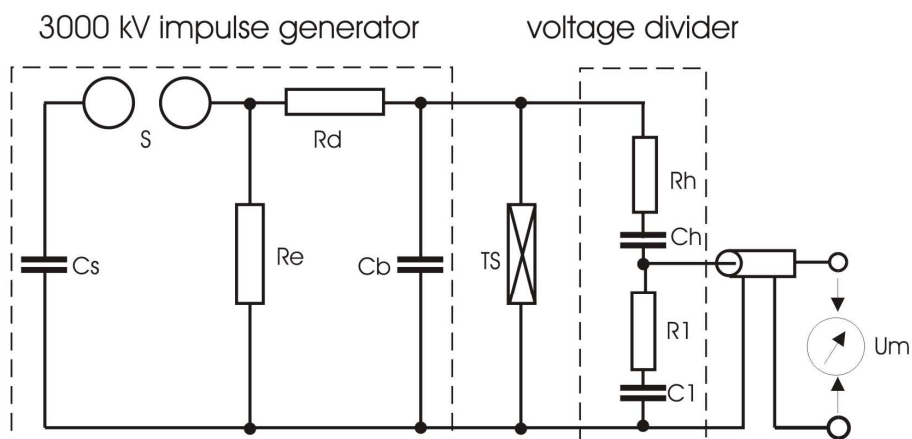 3000 kV impulse generator
voltage divider
S
Rd
Rh
Cs
Re
Cb
TS
Ch
R1
C1
Um